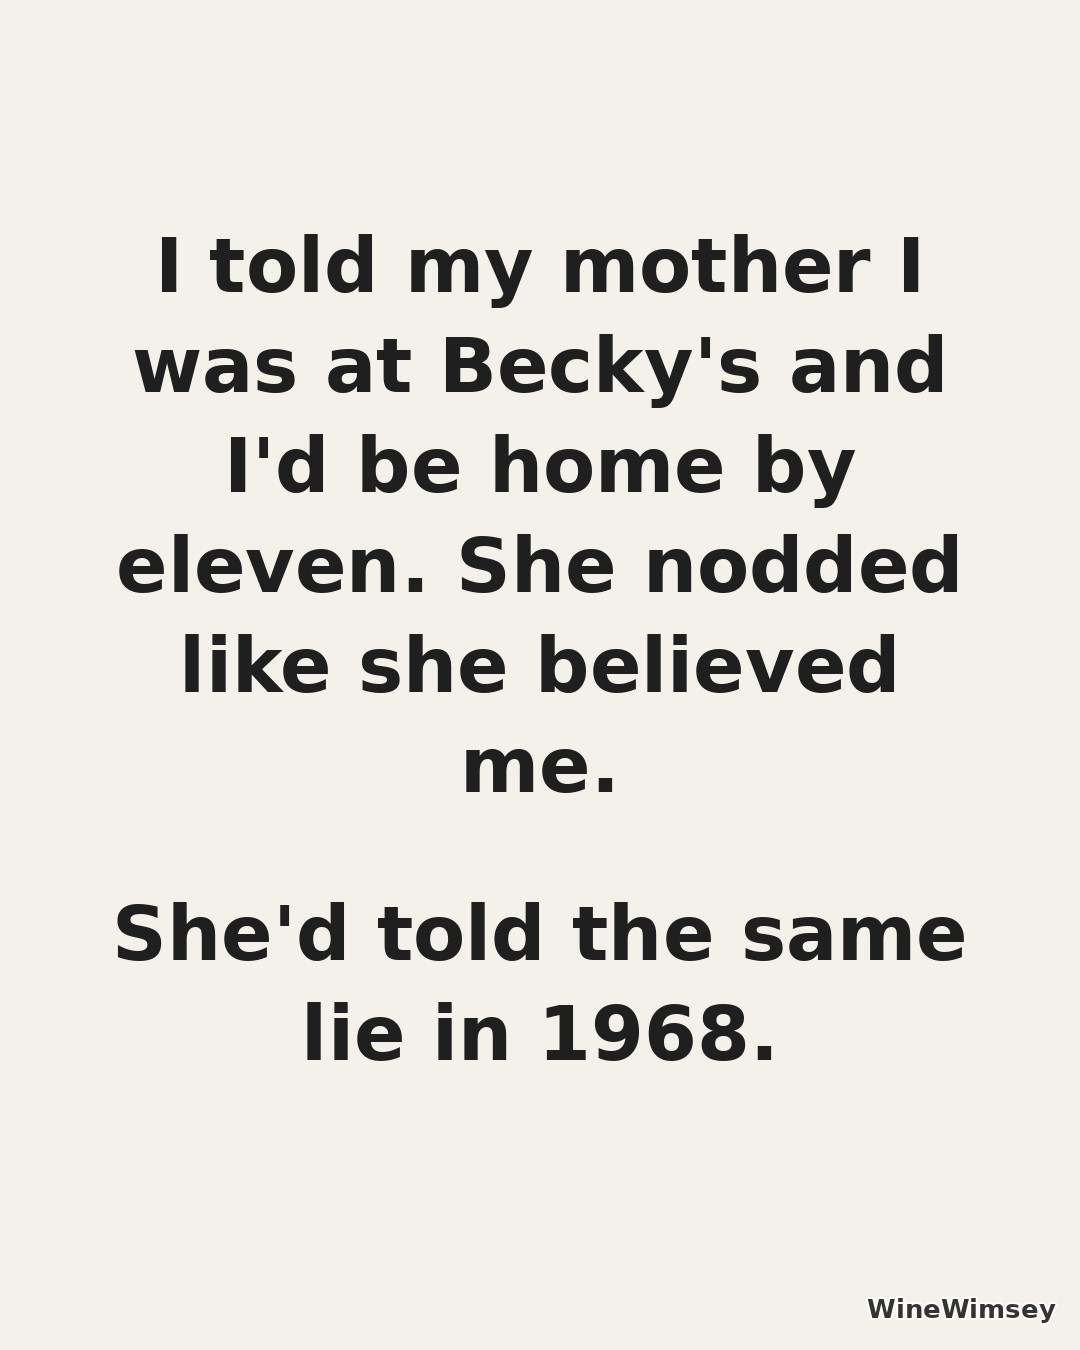 I told my mother I
was at Becky's and
I'd be home by
eleven. She nodded
like she believed
me.
She'd told the same
lie in 1968.
WineWimsey